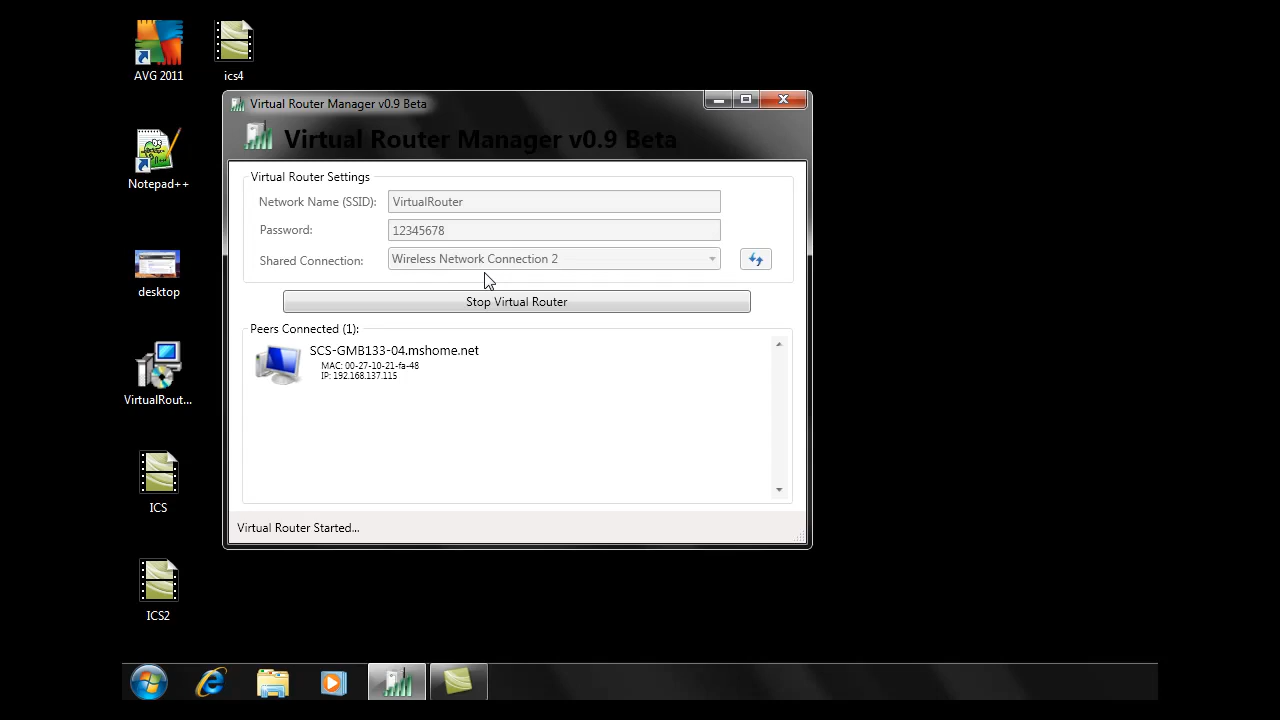 AVG 2011
ics4
Notepad++
desktop
VirtualRout...
ICS
ICS2
Virtual Router Manager v0.9 Beta
Virtual Router Manager v0.9 Beta
Virtual Router Settings
Network Name (SSID): VirtualRouter
Password: 12345678
Shared Connection: Wireless Network Connection 2
Stop Virtual Router
Peers Connected (1):
SCS-GMB133-04.mshome.net
MAC: 00-27-10-21-fa-48
IP: 192.168.137.115
Virtual Router Started...